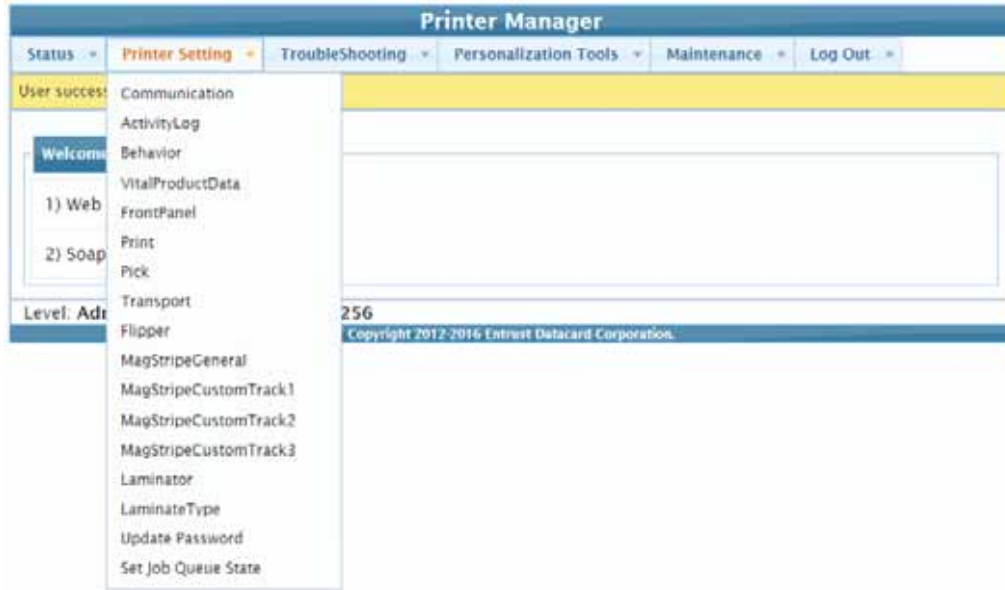 Printer Manager
Status Printer Setting TroubleShooting Personalization Tools Maintenance Log Out
User success
Communication
ActivityLog
Welcome
Behavior
VitalProductData
1) Web
FrontPanel
Print
2) Soap
Pick
Transport
Level: Adr 256
Flipper
Copyright 2012-2016 Entrust Datacard Corporation.
MagStripeGeneral
MagStripeCustomTrack1
MagStripeCustomTrack2
MagStripeCustomTrack3
Laminator
LaminateType
Update Password
Set Job Queue State